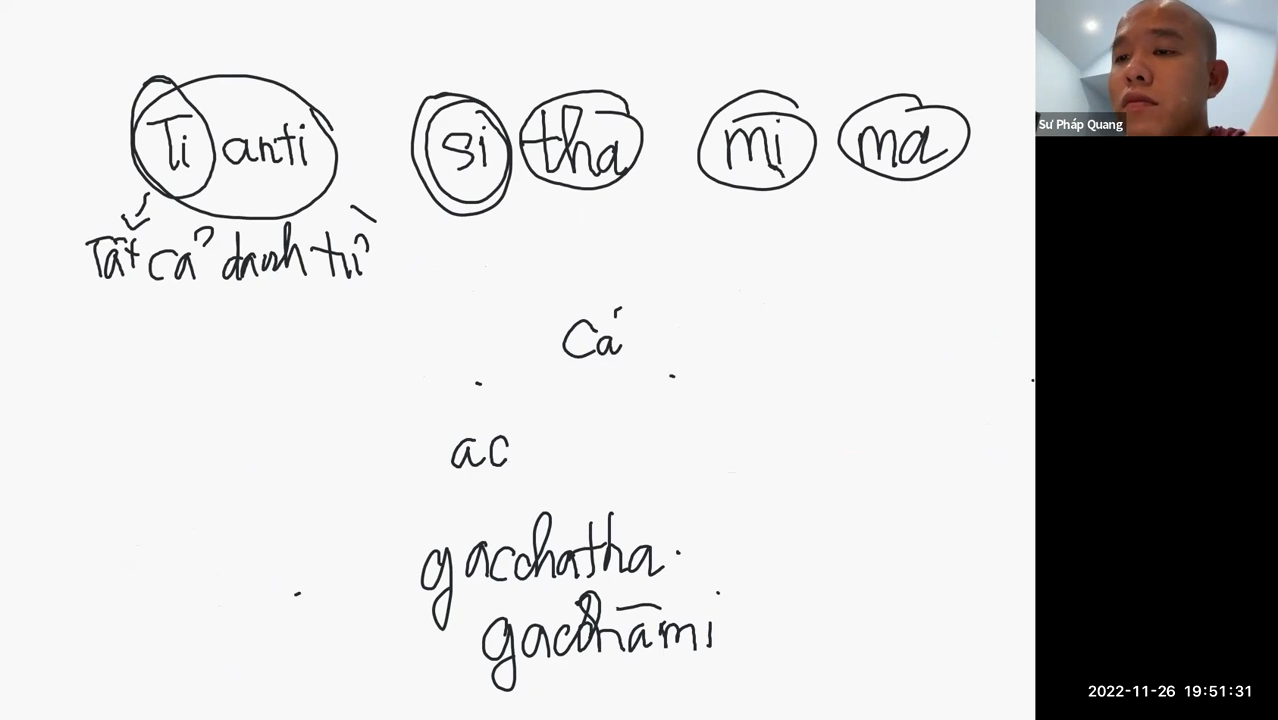 Ti anti si tha mi ma
Tất cả danh từ
Cá
ac
gacchatha.
gacchāmi
Sư Pháp Quang
2022-11-26 19:51:31